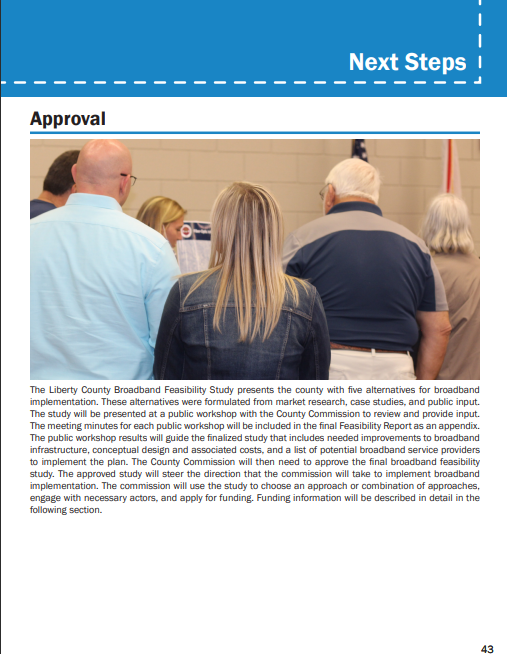 Next Steps
Approval
The Liberty County Broadband Feasibility Study presents the county with five alternatives for broadband
implementation. These alternatives were formulated from market research, case studies, and public input.
The study will be presented at a public workshop with the County Commission to review and provide input.
The meeting minutes for each public workshop will be included in the final Feasibility Report as an appendix.
The public workshop results will guide the finalized study that includes needed improvements to broadband
infrastructure, conceptual design and associated costs, and a list of potential broadband service providers
to implement the plan. The County Commission will then need to approve the final broadband feasibility
study. The approved study will steer the direction that the commission will take to implement broadband
implementation. The commission will use the study to choose an approach or combination of approaches,
engage with necessary actors, and apply for funding. Funding information will be described in detail in the
following section.
43